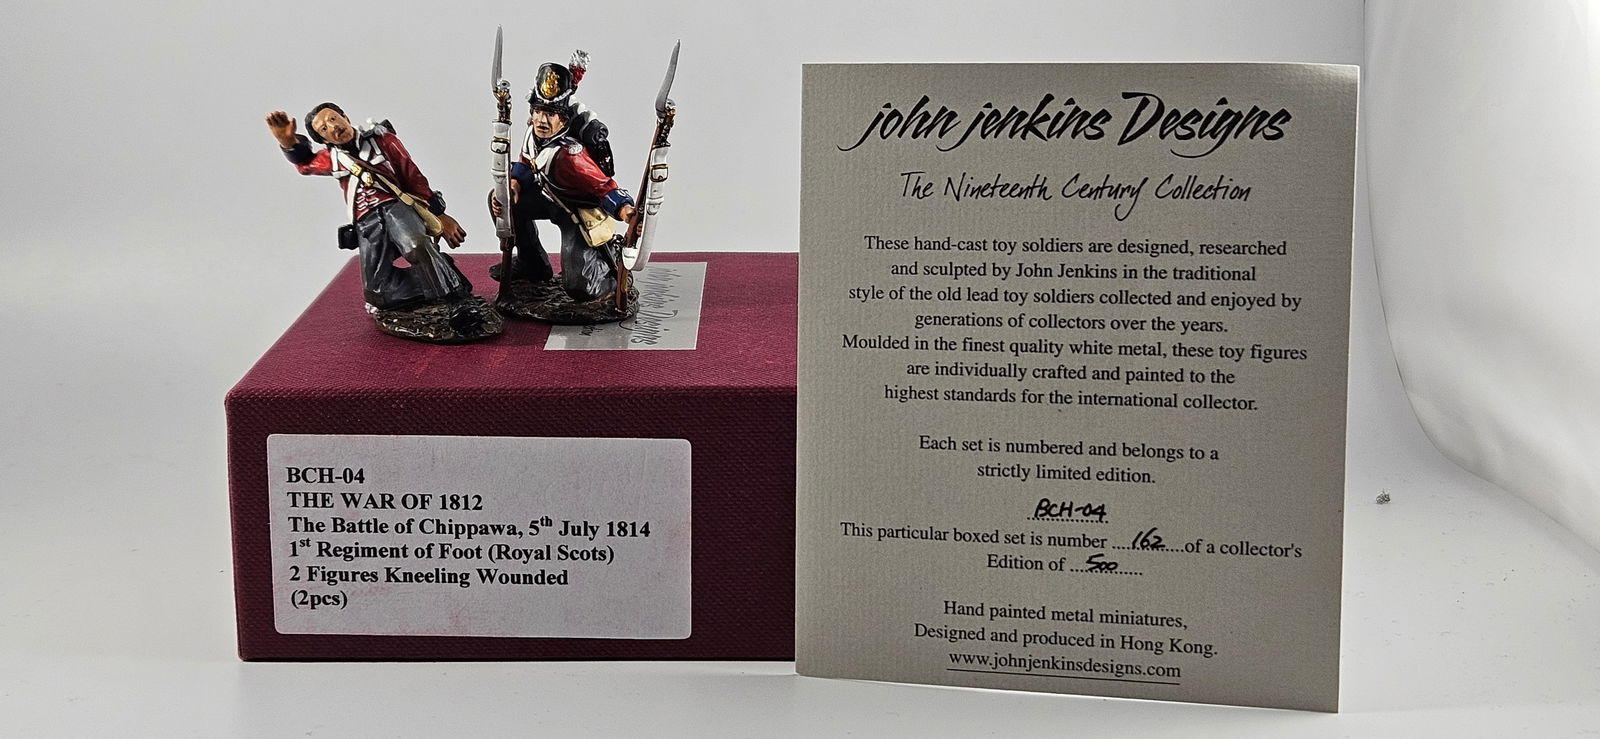 BCH-04
THE WAR OF 1812
The Battle of Chippawa, 5th July 1814
1st Regiment of Foot (Royal Scots)
2 Figures Kneeling Wounded
(2pcs)
john jenkins Designs
The Nineteenth Century Collection
These hand-cast toy soldiers are designed, researched
and sculpted by John Jenkins in the traditional
style of the old lead toy soldiers collected and enjoyed by
generations of collectors over the years.
Moulded in the finest quality white metal, these toy figures
are individually crafted and painted to the
highest standards for the international collector.
Each set is numbered and belongs to a
strictly limited edition.
BCH-04
This particular boxed set is number ....162....of a collector's
Edition of ...500.......
Hand painted metal miniatures,
Designed and produced in Hong Kong.
www.johnjenkinsdesigns.com
Designs